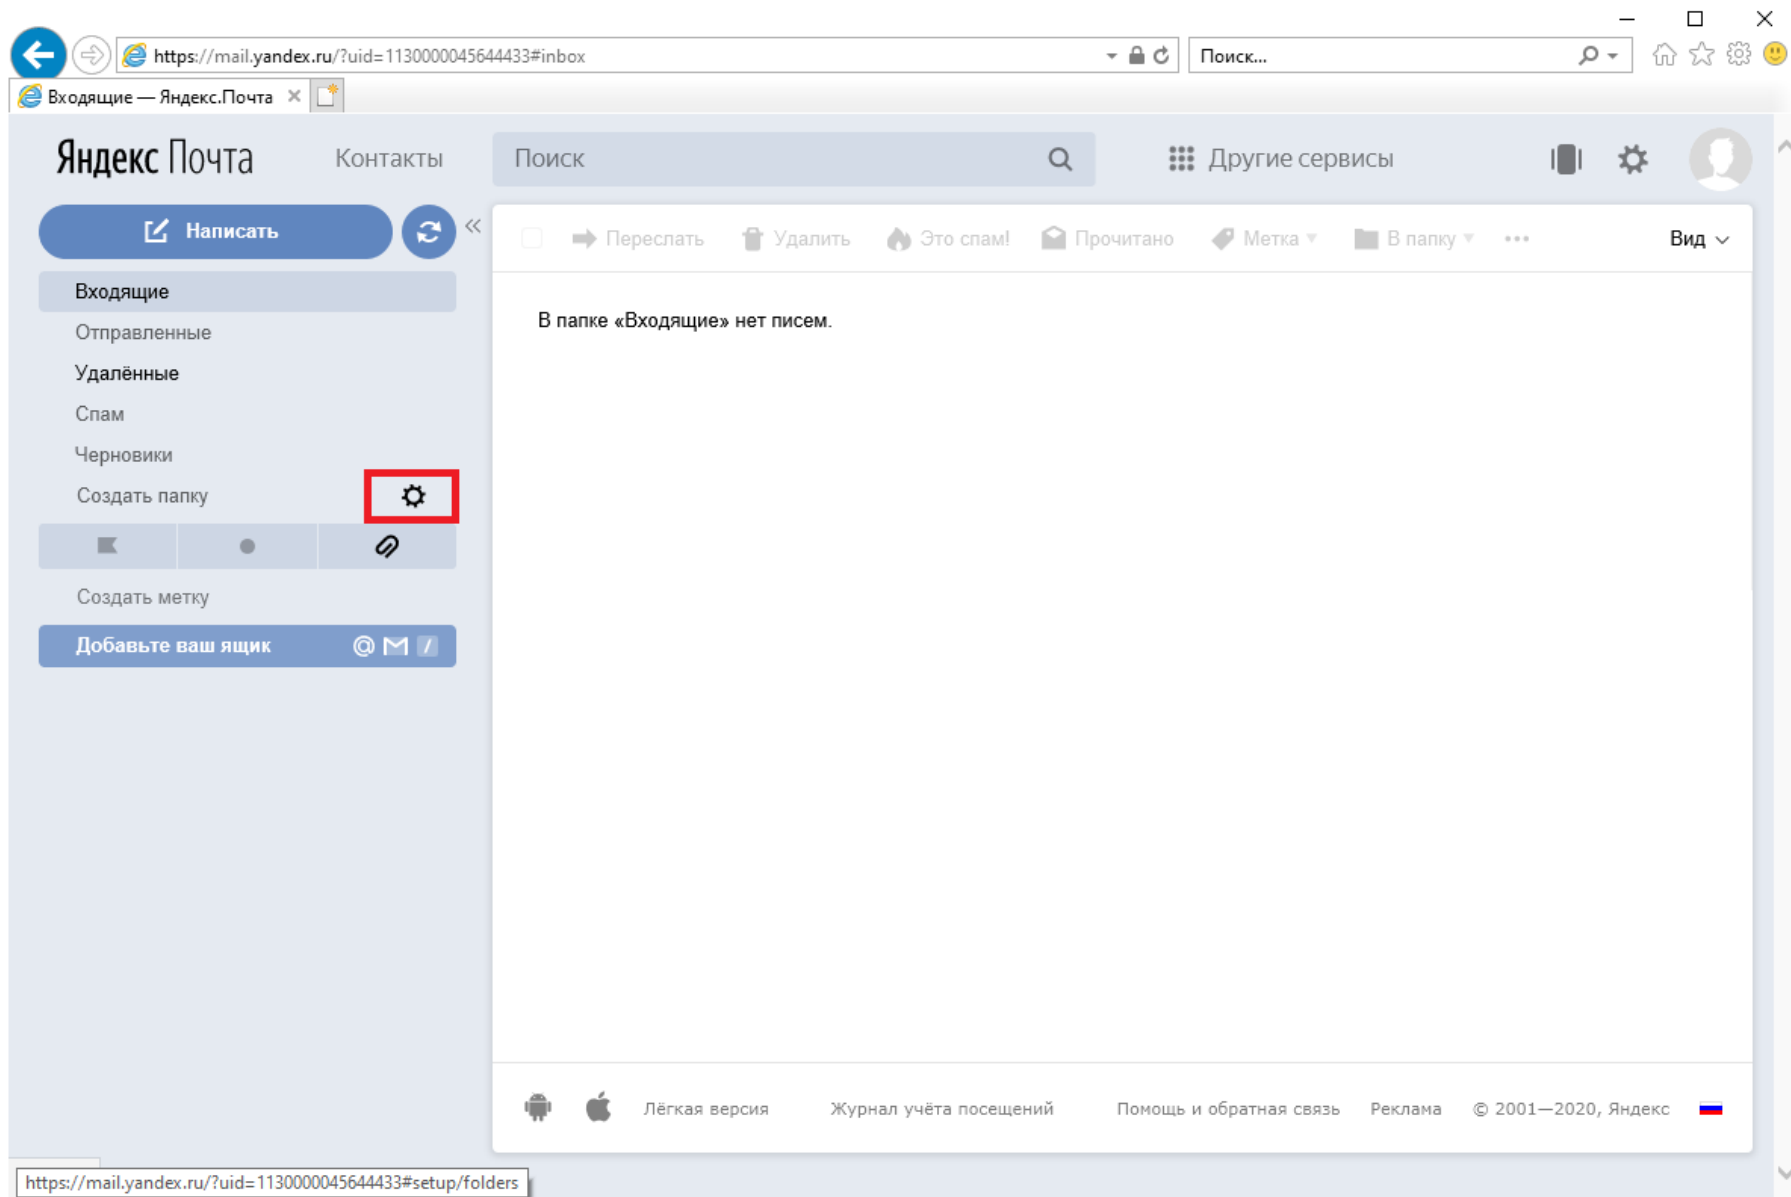 https://mail.yandex.ru/?uid=1130000045644433#inbox
Поиск...
Входящие — Яндекс.Почта
Яндекс Почта
Контакты
Поиск
Другие сервисы
Написать
Переслать
Удалить
Это спам!
Прочитано
Метка
В папку
Вид
Входящие
Отправленные
Удалённые
Спам
Черновики
Создать папку
Создать метку
Добавьте ваш ящик
В папке «Входящие» нет писем.
Лёгкая версия
Журнал учёта посещений
Помощь и обратная связь
Реклама
© 2001—2020, Яндекс
https://mail.yandex.ru/?uid=1130000045644433#setup/folders